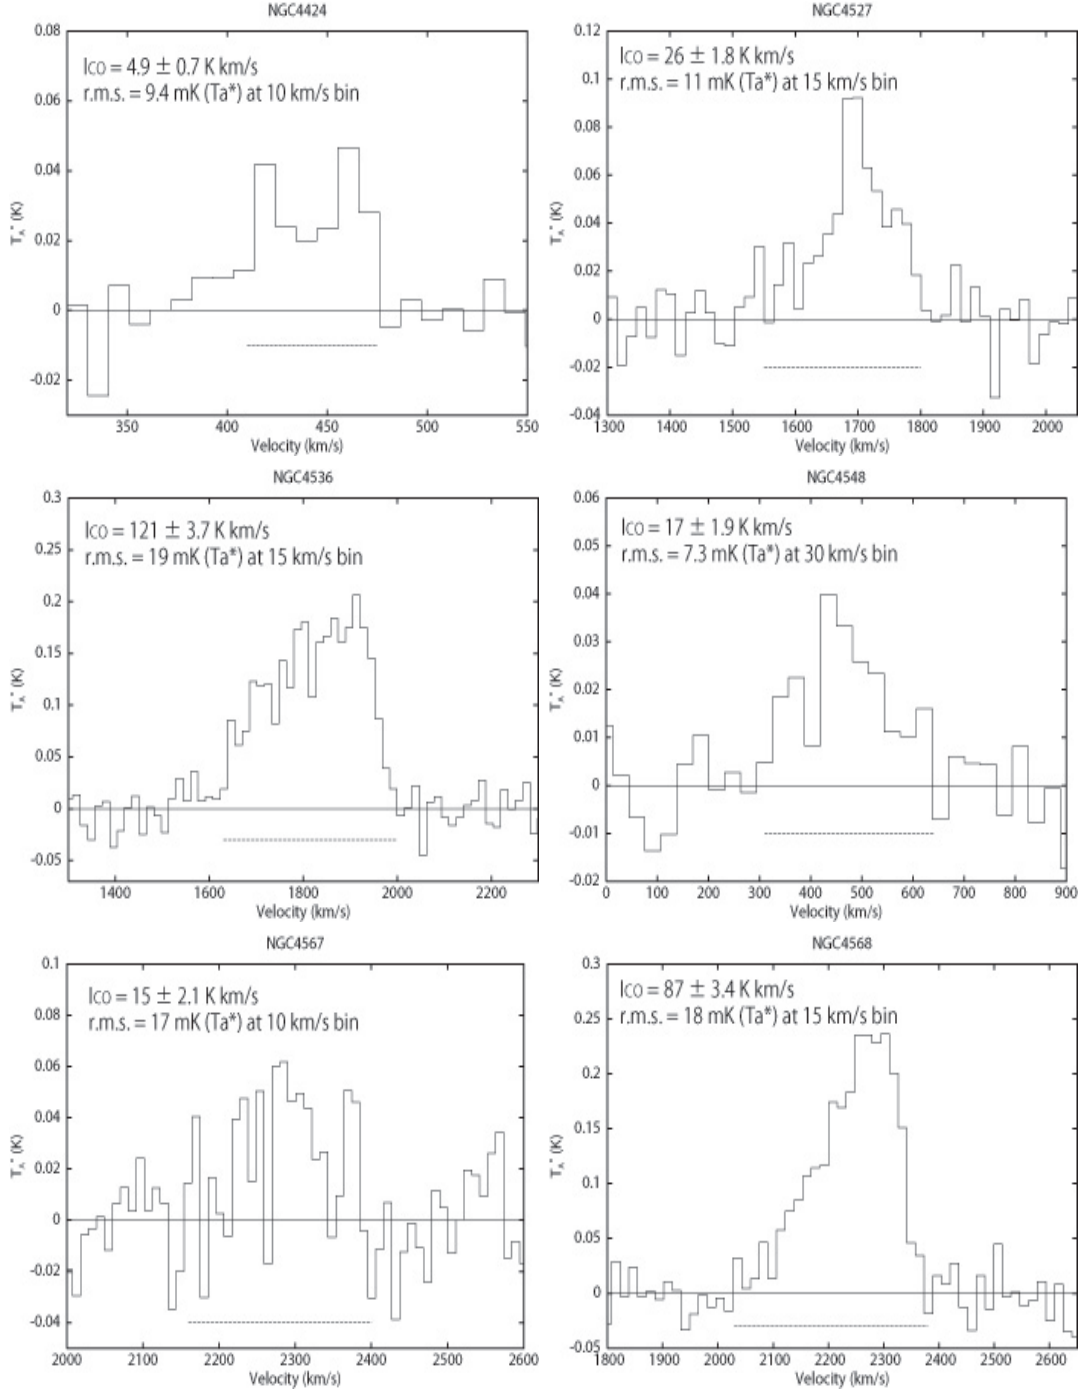 NGC4424
0.08
Ico = 4.9 ± 0.7 K km/s
r.m.s. = 9.4 mK (Ta*) at 10 km/s bin
0.06
0.04
TA* (K)
0.02
0
-0.02
350 400 450 500 550
Velocity (km/s)
NGC4527
0.12
Ico = 26 ± 1.8 K km/s
r.m.s. = 11 mK (Ta*) at 15 km/s bin
0.1
0.08
0.06
TA* (K)
0.04
0.02
0
-0.02
-0.04
1300 1400 1500 1600 1700 1800 1900 2000
Velocity (km/s)
NGC4536
0.3
Ico = 121 ± 3.7 K km/s
r.m.s. = 19 mK (Ta*) at 15 km/s bin
0.25
0.2
0.15
TA* (K)
0.1
0.05
0
-0.05
1400 1600 1800 2000 2200
Velocity (km/s)
NGC4548
0.06
Ico = 17 ± 1.9 K km/s
r.m.s. = 7.3 mK (Ta*) at 30 km/s bin
0.05
0.04
0.03
TA* (K)
0.02
0.01
0
-0.01
-0.02
0 100 200 300 400 500 600 700 800 900
Velocity (km/s)
NGC4567
0.1
Ico = 15 ± 2.1 K km/s
r.m.s. = 17 mK (Ta*) at 10 km/s bin
0.08
0.06
0.04
TA* (K)
0.02
0
-0.02
-0.04
2000 2100 2200 2300 2400 2500 2600
Velocity (km/s)
NGC4568
0.3
Ico = 87 ± 3.4 K km/s
r.m.s. = 18 mK (Ta*) at 15 km/s bin
0.25
0.2
0.15
TA* (K)
0.1
0.05
0
-0.05
1800 1900 2000 2100 2200 2300 2400 2500 2600
Velocity (km/s)